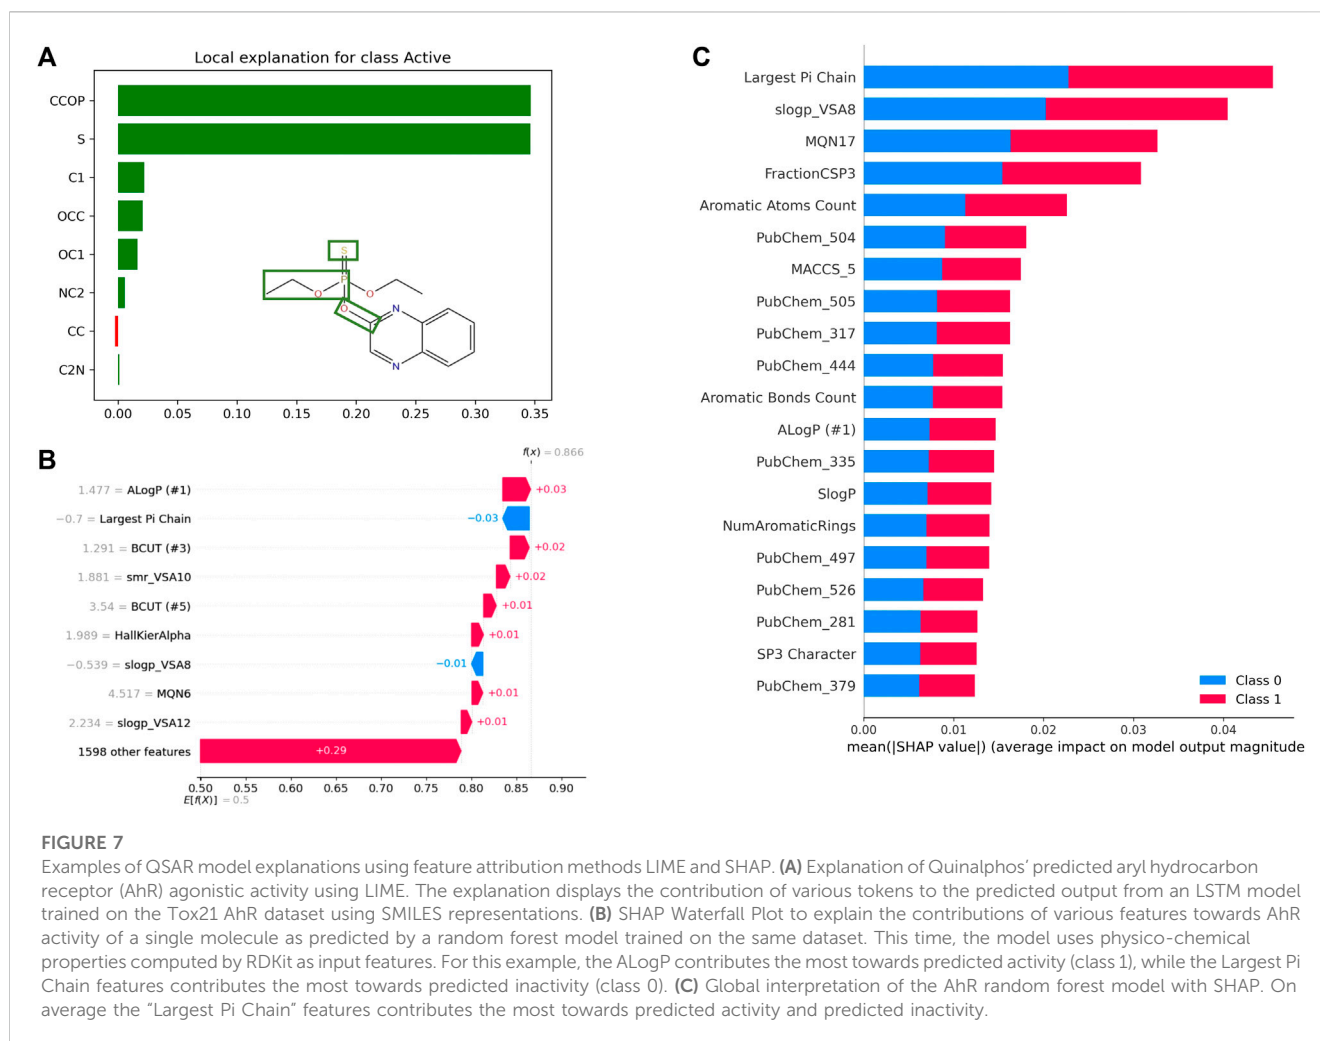 A
Local explanation for class Active
CCOP
S
C1
OCC
OC1
NC2
CC
C2N
S
P
O
O
O
N
N
0.00 0.05 0.10 0.15 0.20 0.25 0.30 0.35
B
f(x) = 0.866
1.477 = ALogP (#1) +0.03
−0.7 = Largest Pi Chain −0.03
1.291 = BCUT (#3) +0.02
1.881 = smr_VSA10 +0.02
3.54 = BCUT (#5) +0.01
1.989 = HallKierAlpha +0.01
−0.539 = slogp_VSA8 −0.01
4.517 = MQN6 +0.01
2.234 = slogp_VSA12 +0.01
1598 other features +0.29
0.50 0.55 0.60 0.65 0.70 0.75 0.80 0.85 0.90
E[f(X)] = 0.5
C
Largest Pi Chain
slogp_VSA8
MQN17
FractionCSP3
Aromatic Atoms Count
PubChem_504
MACCS_5
PubChem_505
PubChem_317
PubChem_444
Aromatic Bonds Count
ALogP (#1)
PubChem_335
SlogP
NumAromaticRings
PubChem_497
PubChem_526
PubChem_281
SP3 Character
PubChem_379
Class 0
Class 1
0.00 0.01 0.02 0.03 0.04
mean(|SHAP value|) (average impact on model output magnitude
FIGURE 7
Examples of QSAR model explanations using feature attribution methods LIME and SHAP. (A) Explanation of Quinalphos’ predicted aryl hydrocarbon
receptor (AhR) agonistic activity using LIME. The explanation displays the contribution of various tokens to the predicted output from an LSTM model
trained on the Tox21 AhR dataset using SMILES representations. (B) SHAP Waterfall Plot to explain the contributions of various features towards AhR
activity of a single molecule as predicted by a random forest model trained on the same dataset. This time, the model uses physico-chemical
properties computed by RDKit as input features. For this example, the ALogP contributes the most towards predicted activity (class 1), while the Largest Pi
Chain features contributes the most towards predicted inactivity (class 0). (C) Global interpretation of the AhR random forest model with SHAP. On
average the “Largest Pi Chain” features contributes the most towards predicted activity and predicted inactivity.